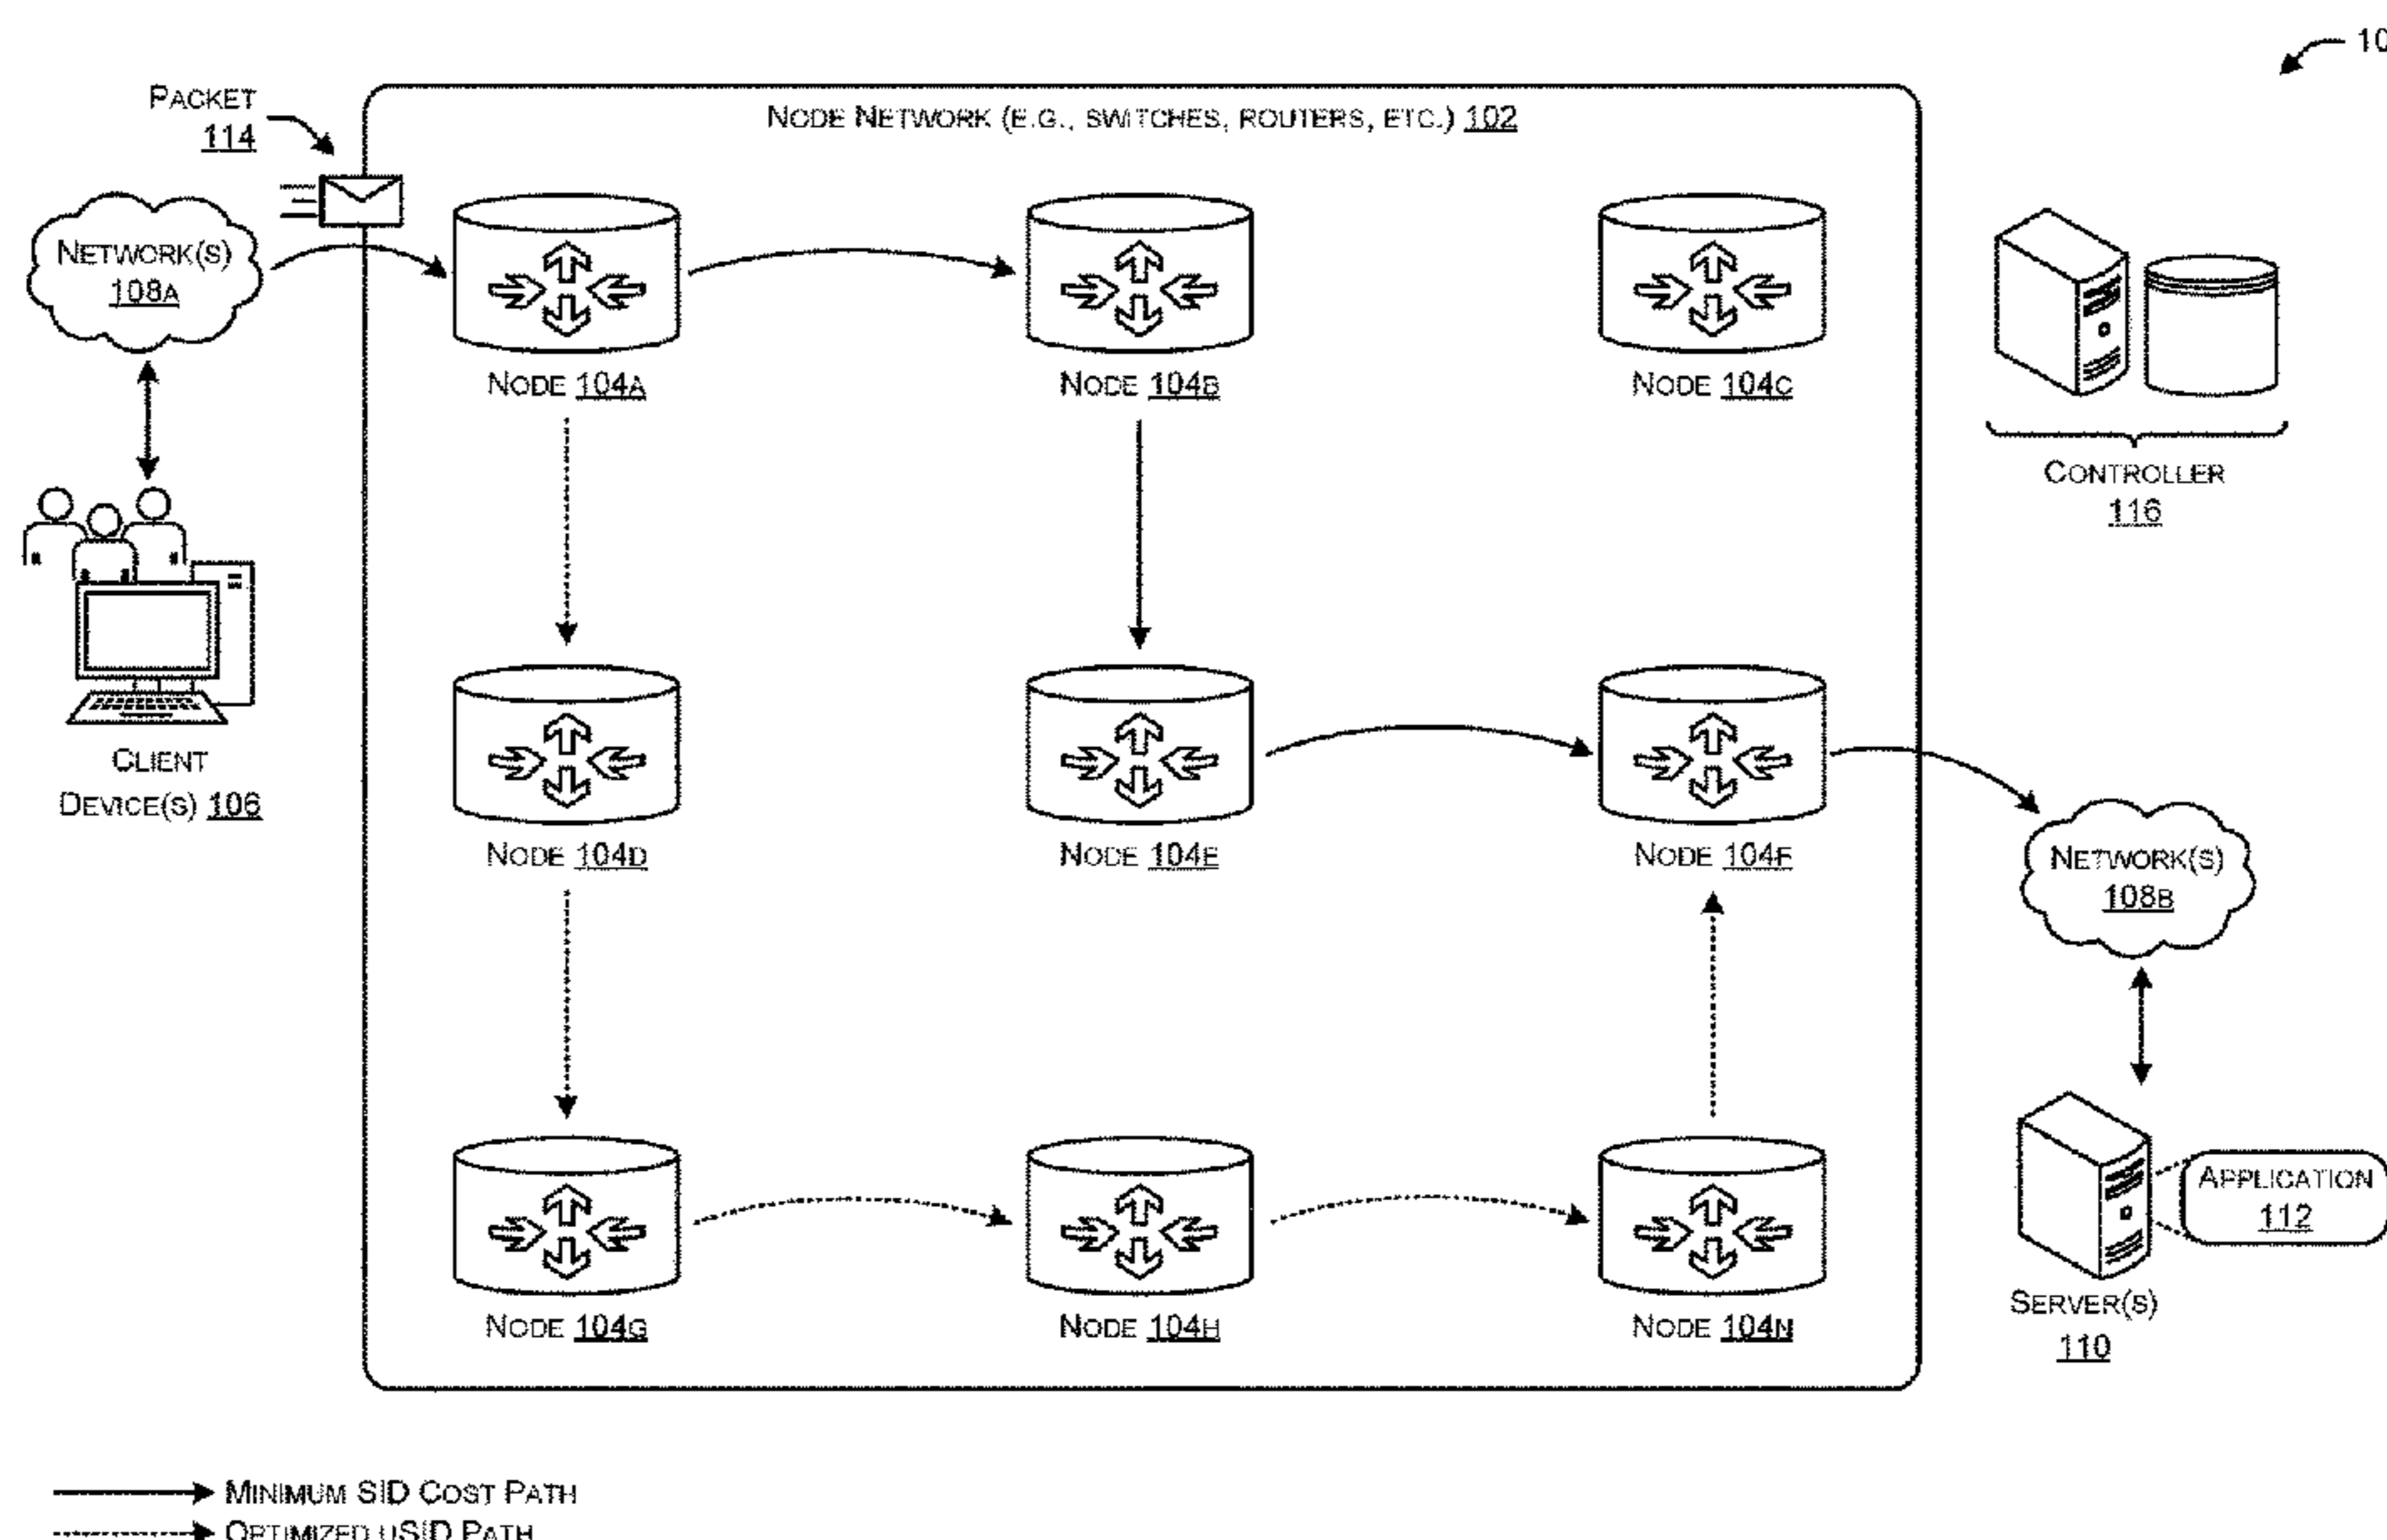 10
PACKET
114
NODE NETWORK (E.G., SWITCHES, ROUTERS, ETC.) 102
NETWORK(S)
108A
NODE 104A
NODE 104B
NODE 104C
CONTROLLER
116
CLIENT
DEVICE(S) 106
NODE 104D
NODE 104E
NODE 104F
NETWORK(S)
108B
APPLICATION
112
NODE 104G
NODE 104H
NODE 104N
SERVER(S)
110
MINIMUM SID COST PATH
OPTIMIZED USID PATH